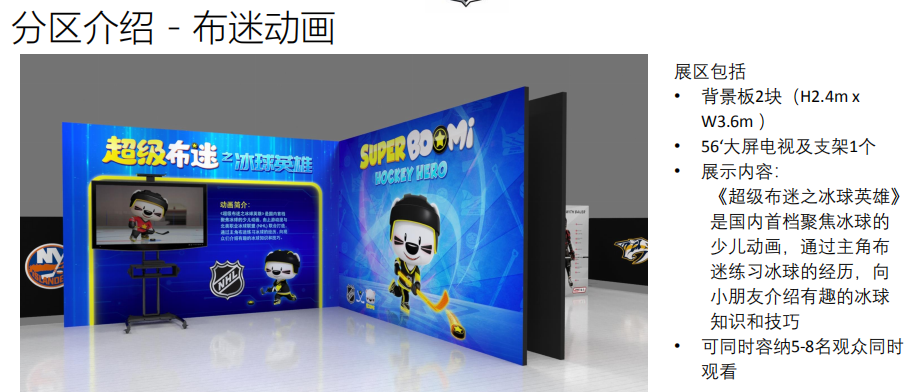 分区介绍 - 布迷动画
超级布迷之冰球英雄
动画简介：
NHL
SUPER BOOMi
HOCKEY HERO
NY
展区包括
• 背景板2块（H2.4m x
W3.6m ）
• 56‘大屏电视及支架1个
• 展示内容：
《超级布迷之冰球英雄》
是国内首档聚焦冰球的
少儿动画，通过主角布
迷练习冰球的经历，向
小朋友介绍有趣的冰球
知识和技巧
• 可同时容纳5-8名观众同时
观看